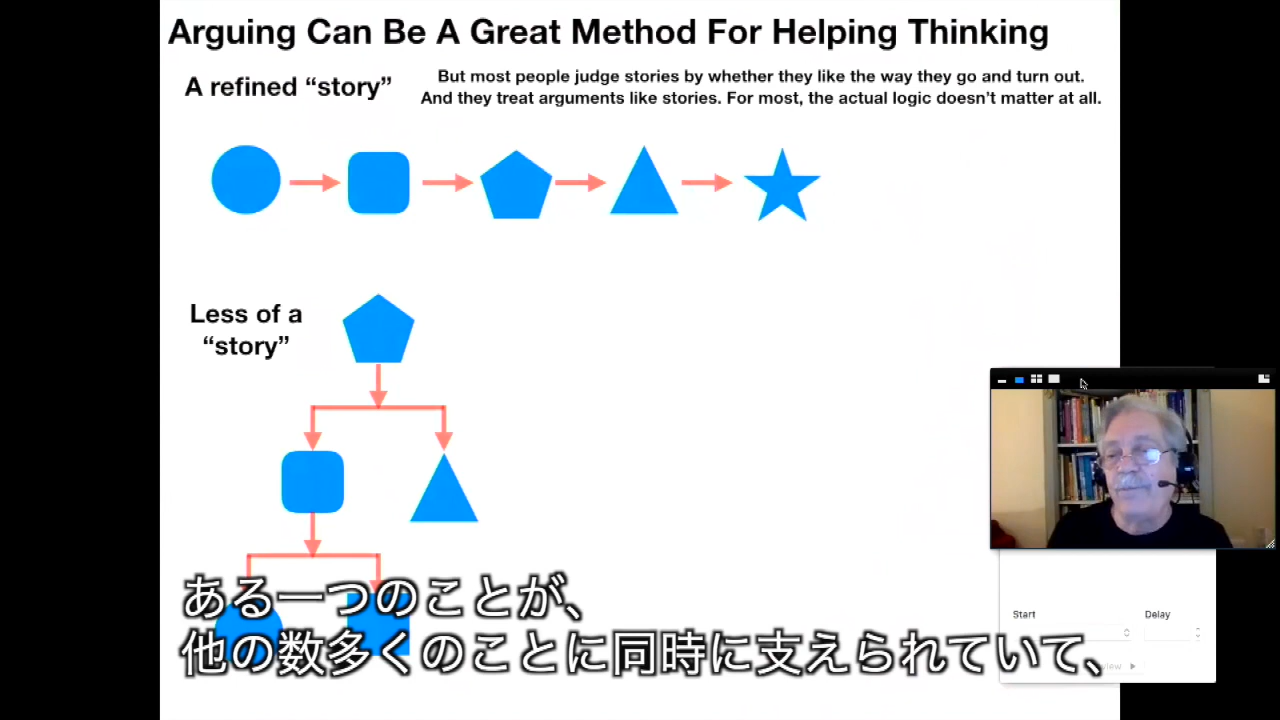 Arguing Can Be A Great Method For Helping Thinking
A refined “story”
But most people judge stories by whether they like the way they go and turn out.
And they treat arguments like stories. For most, the actual logic doesn’t matter at all.
Less of a
“story”
Start
Delay
ある一つのことが、
他の数多くのことに同時に支えられていて、